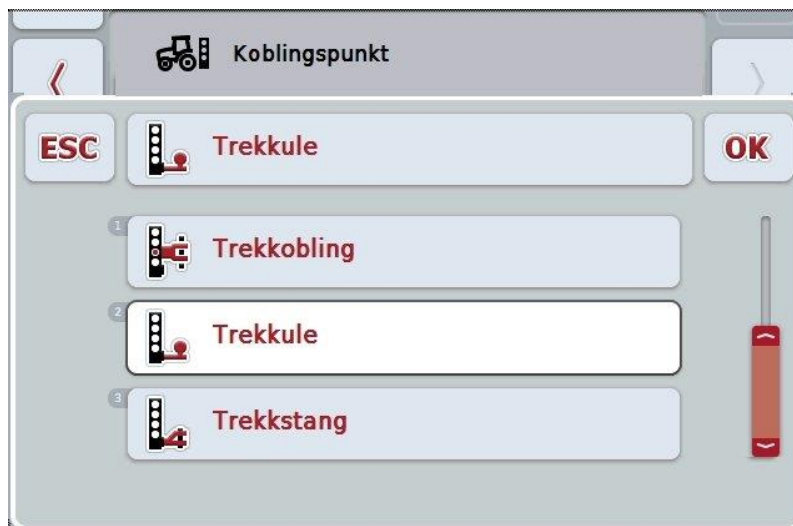 Koblingspunkt
ESC
Trekkule
OK
1
Trekkobling
2
Trekkule
3
Trekkstang